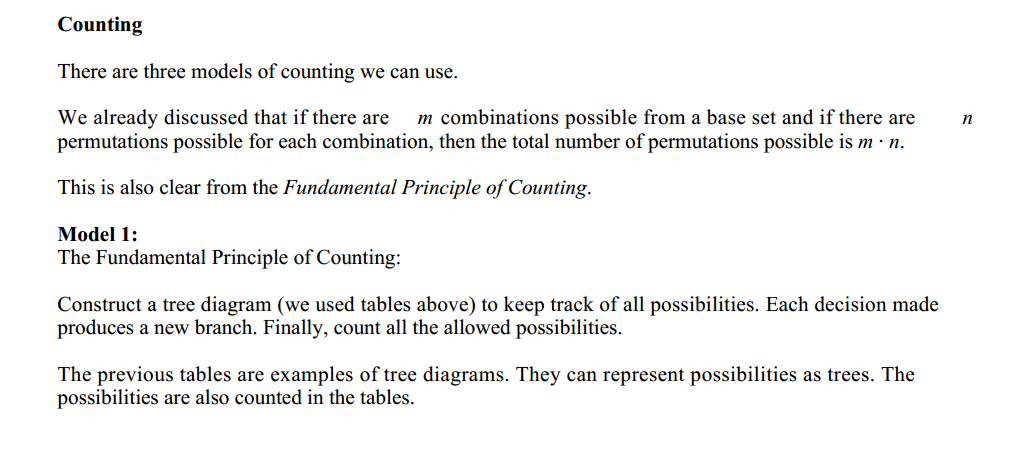 Counting
There are three models of counting we can use.
We already discussed that if there are m combinations possible from a base set and if there are n
permutations possible for each combination, then the total number of permutations possible is m · n.
This is also clear from the Fundamental Principle of Counting.
Model 1:
The Fundamental Principle of Counting:
Construct a tree diagram (we used tables above) to keep track of all possibilities. Each decision made
produces a new branch. Finally, count all the allowed possibilities.
The previous tables are examples of tree diagrams. They can represent possibilities as trees. The
possibilities are also counted in the tables.